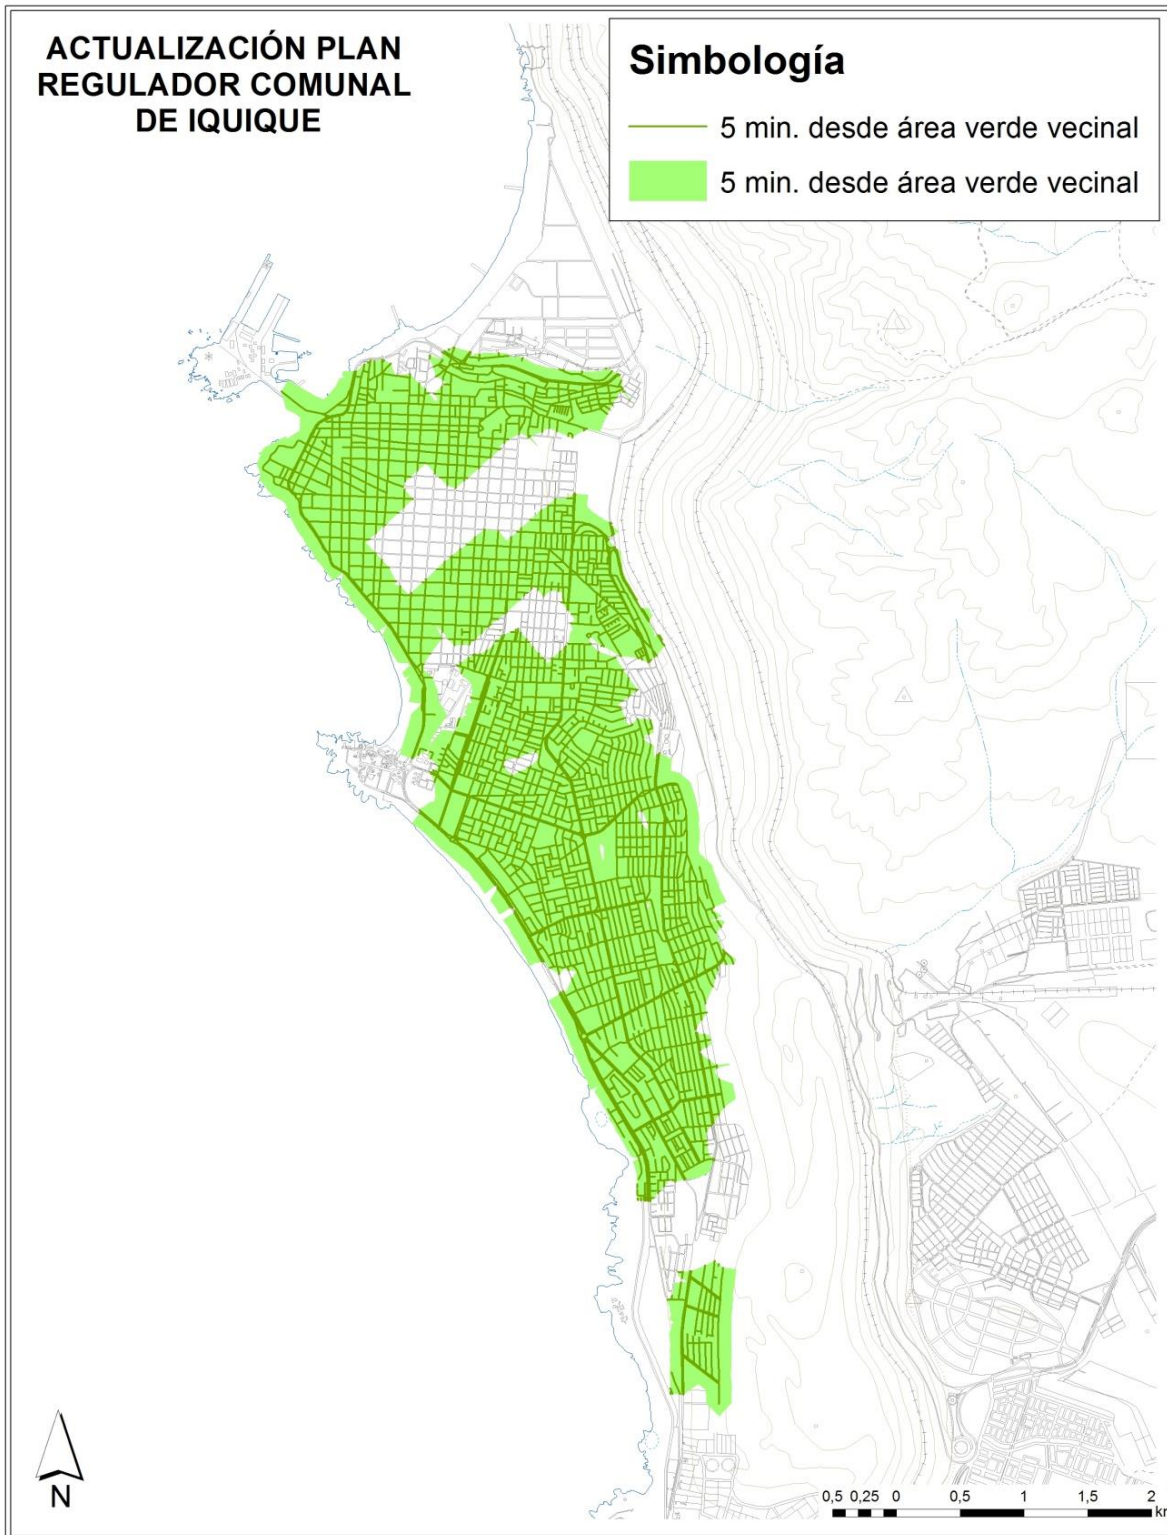 ACTUALIZACIÓN PLAN
REGULADOR COMUNAL
DE IQUIQUE
Simbología
5 min. desde área verde vecinal
5 min. desde área verde vecinal
N
0,5 0,25 0 0,5 1 1,5 2
km